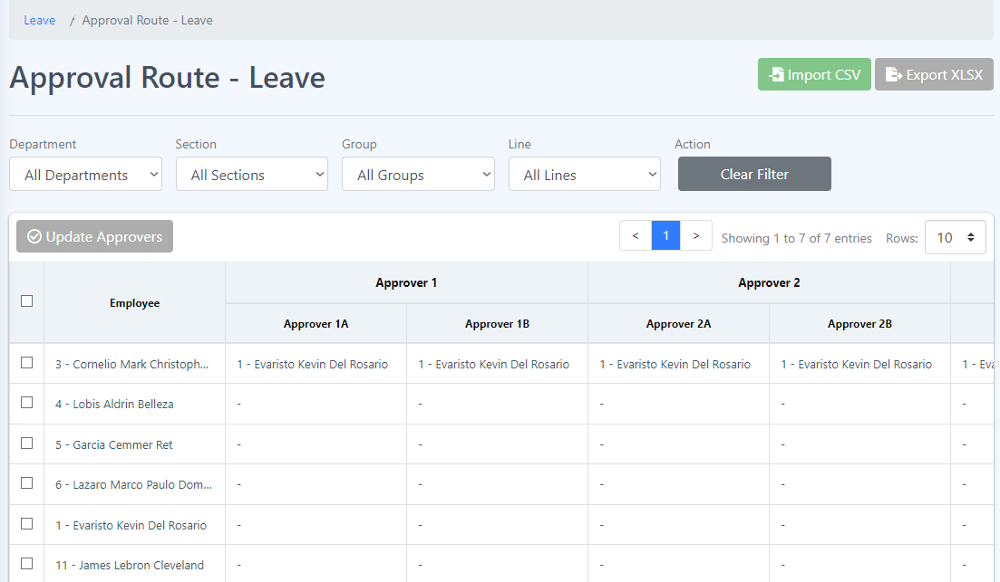 Leave / Approval Route - Leave
Approval Route - Leave
Import CSV Export XLSX
Department Section Group Line Action
All Departments All Sections All Groups All Lines Clear Filter
Update Approvers < 1 > Showing 1 to 7 of 7 entries Rows: 10
Employee Approver 1 Approver 2
Approver 1A Approver 1B Approver 2A Approver 2B
3 - Cornelio Mark Christoph... 1 - Evaristo Kevin Del Rosario 1 - Evaristo Kevin Del Rosario 1 - Evaristo Kevin Del Rosario 1 - Evaristo Kevin Del Rosario 1 - Eva
4 - Lobis Aldrin Belleza - - - - -
5 - Garcia Cemmer Ret - - - - -
6 - Lazaro Marco Paulo Dom... - - - - -
1 - Evaristo Kevin Del Rosario - - - - -
11 - James Lebron Cleveland - - - - -